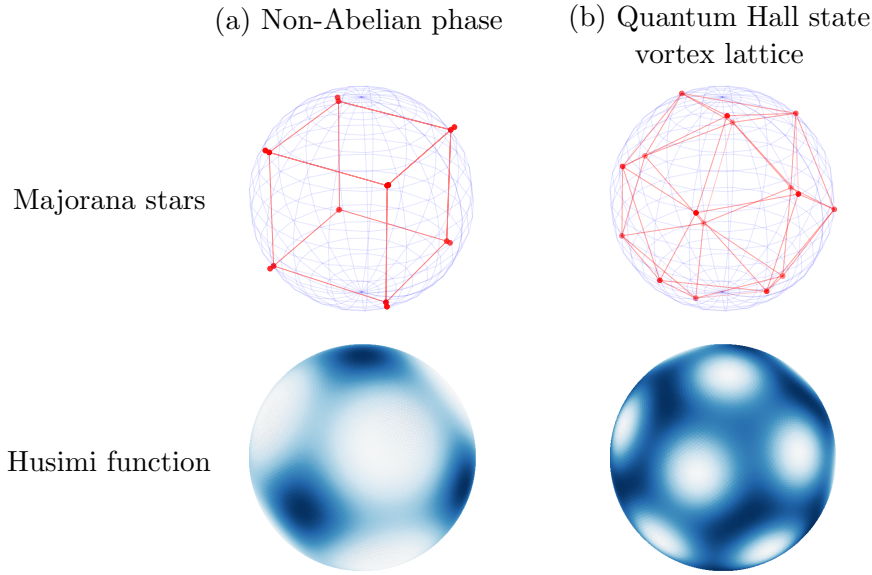 (a) Non-Abelian phase
(b) Quantum Hall state
vortex lattice
Majorana stars
Husimi function